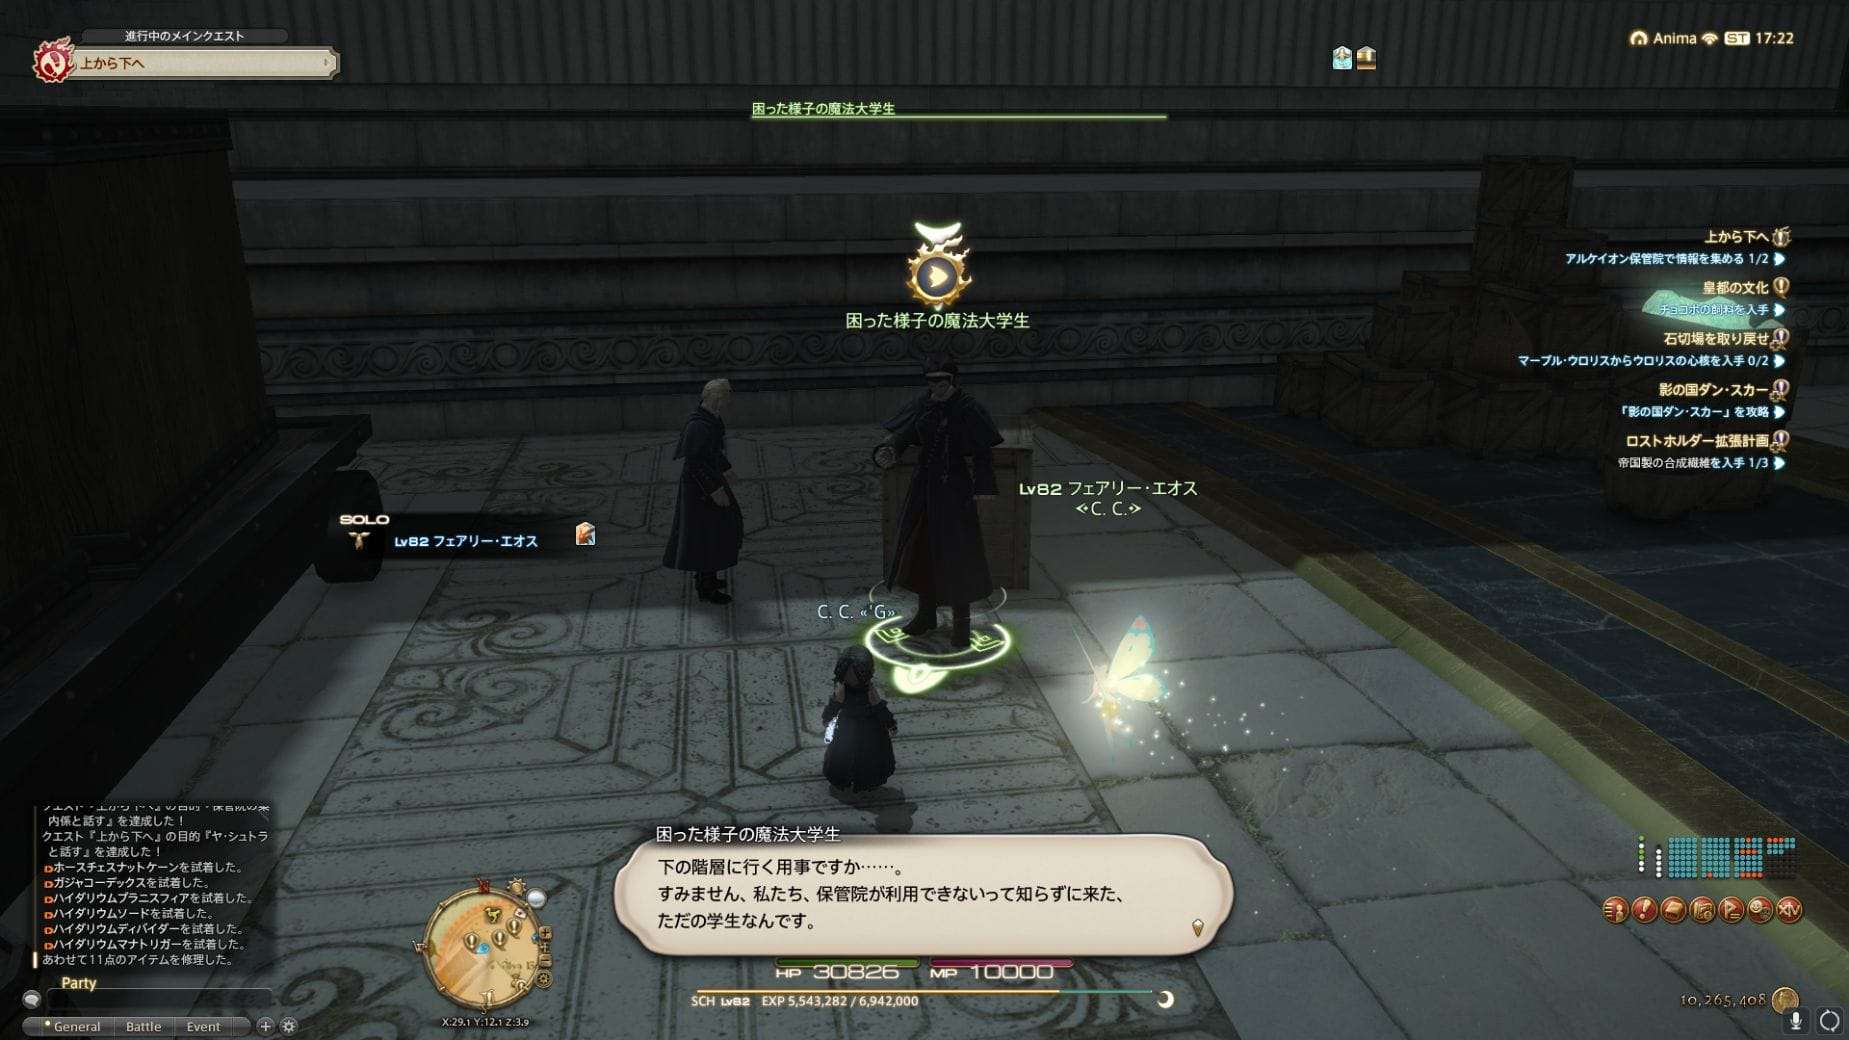 進行中のメインクエスト
上から下へ
Anima ST 17:22
困った様子の魔法大学生
困った様子の魔法大学生
上から下へ
アルケイオン保管院で情報を集める 1/2
皇都の文化
チョコボの飼料を入手
石切場を取り戻せ
マーブル・ウロリスからウロリスの心核を入手 0/2
影の国ダン・スカー
「影の国ダン・スカー」を攻略
ロストホルダー拡張計画
帝国製の合成繊維を入手 1/3
SOLO
Lv82 フェアリー・エオス
Lv82 フェアリー・エオス
<C. C.>
C. C. «'G»
内係と話す』を達成した！
クエスト『上から下へ』の目的『ヤ・シュトラ
と話す』を達成した！
ホースチェスナットケーンを試着した。
ガジャコーデックスを試着した。
ハイダリウムプラニスフィアを試着した。
ハイダリウムソードを試着した。
ハイダリウムディバイダーを試着した。
ハイダリウムマナトリガーを試着した。
あわせて11点のアイテムを修理した。
Party
General Battle Event
困った様子の魔法大学生
下の階層に行く用事ですか……。
すみません、私たち、保管院が利用できないって知らずに来た、
ただの学生なんです。
HP 30826 MP 10000
SCH Lv82 EXP 5,543,282 / 6,942,000
X:29.1 Y:12.1 Z:3.9
10,265,408